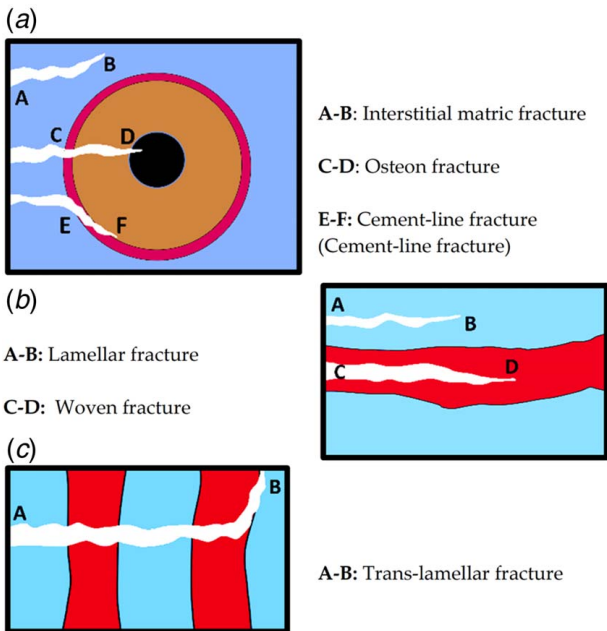 (a)
A
B
C
D
E
F
A-B: Interstitial matric fracture
C-D: Osteon fracture
E-F: Cement-line fracture
(Cement-line fracture)
(b)
A-B: Lamellar fracture
C-D: Woven fracture
A
B
C
D
(c)
A
B
A-B: Trans-lamellar fracture